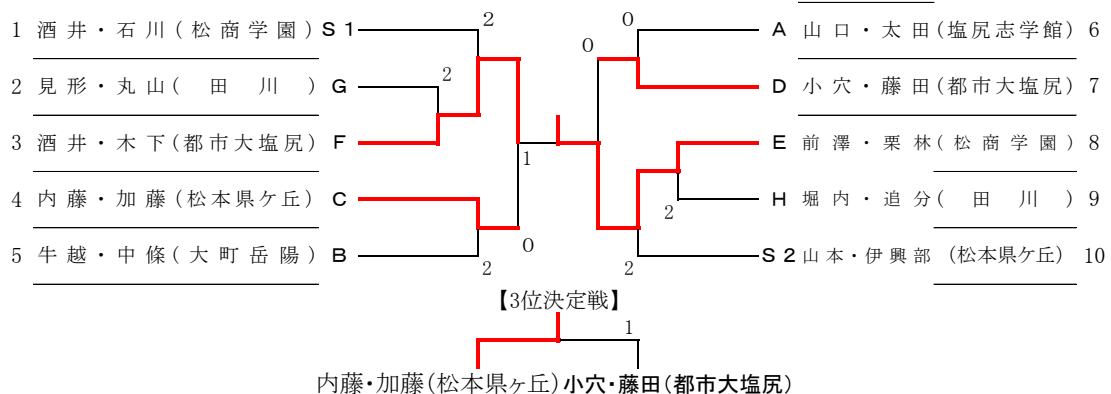 2 0
1 酒井・石川(松商学園) S1 A 山口・太田(塩尻志学館) 6
0
2 見形・丸山( 田 川 ) G 2 D 小穴・藤田(都市大塩尻) 7
3 酒井・木下(都市大塩尻) F 1 E 前澤・栗林(松商学園) 8
4 内藤・加藤(松本県ケ丘) C 2 H 堀内・追分( 田 川 ) 9
0
5 牛越・中條(大町岳陽) B 2 2 S2 山本・伊興部 (松本県ケ丘) 10
【3位決定戦】
1
内藤・加藤(松本県ヶ丘) 小穴・藤田(都市大塩尻)